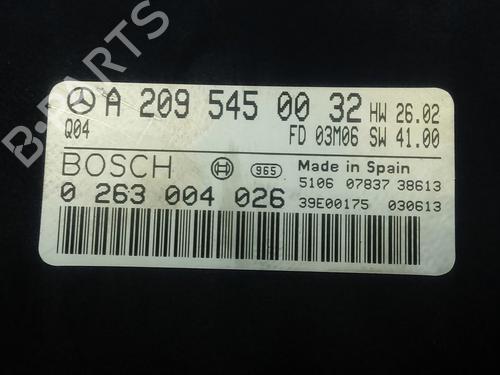 A 209 545 00 32 HW 26.02
Q04 FD 03M06 SW 41.00
BOSCH 965 Made in Spain
5106 07837 38613
0 263 004 026 39E00175 030613
B-PARTS